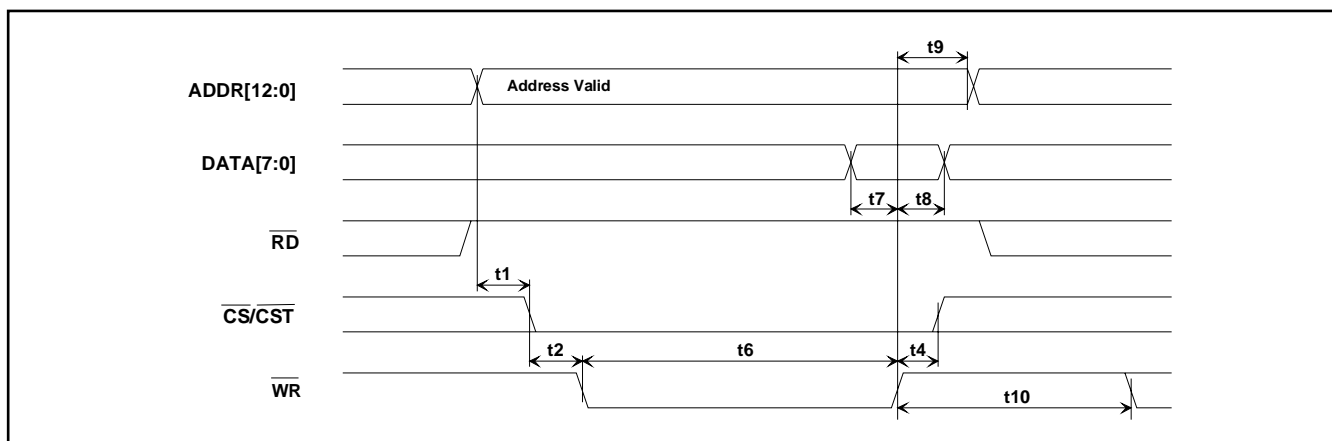 t9
ADDR[12:0] Address Valid
DATA[7:0]
t7 t8
RD
t1
CS/CST
t2 t6 t4
WR
t10